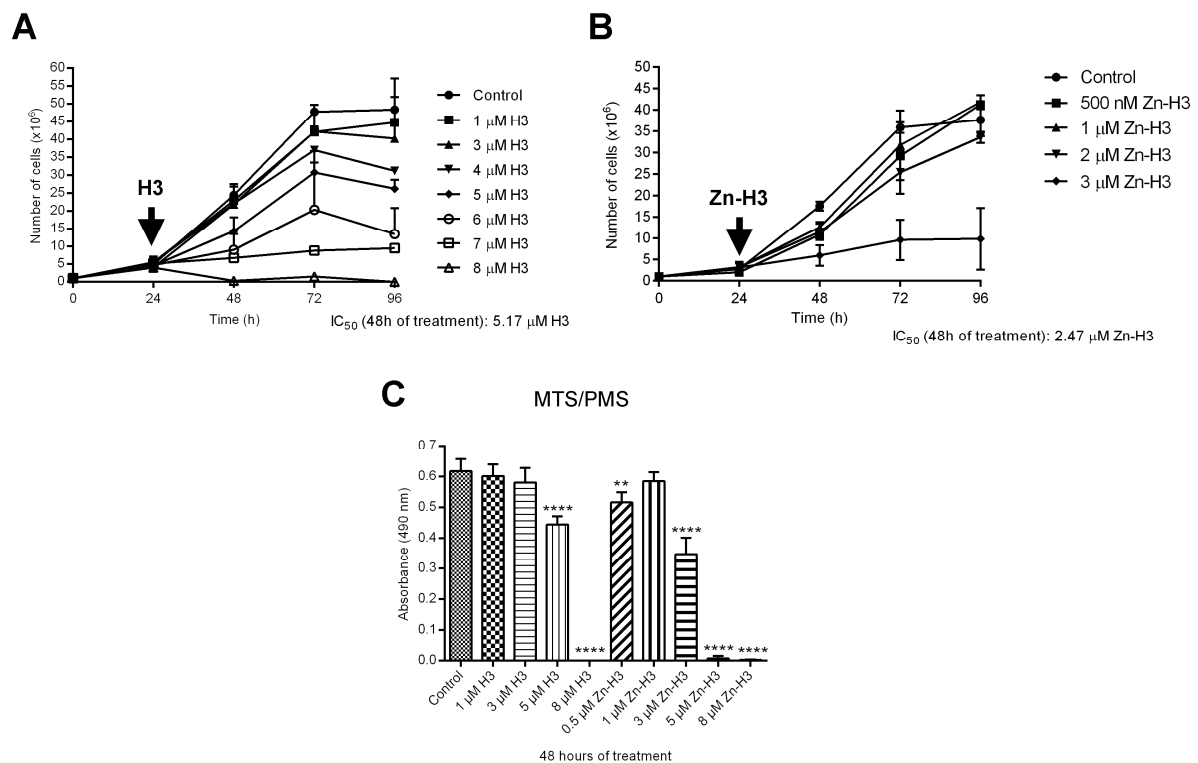 A
Number of cells (x10⁶)
60
55
50
45
40
35
30
25
20
15
10
5
0
H3
0
24
48
72
96
Time (h)
IC₅₀ (48h of treatment): 5.17 µM H3
Control
1 µM H3
3 µM H3
4 µM H3
5 µM H3
6 µM H3
7 µM H3
8 µM H3
B
Number of cells (x10⁶)
50
45
40
35
30
25
20
15
10
5
0
Zn-H3
0
24
48
72
96
Time (h)
IC₅₀ (48h of treatment): 2.47 µM Zn-H3
Control
500 nM Zn-H3
1 µM Zn-H3
2 µM Zn-H3
3 µM Zn-H3
C
MTS/PMS
Absorbance (490 nm)
0.7
0.6
0.5
0.4
0.3
0.2
0.1
0.0
****
****
**
****
****
****
Control
1 µM H3
3 µM H3
5 µM H3
8 µM H3
0.5 µM Zn-H3
1 µM Zn-H3
3 µM Zn-H3
5 µM Zn-H3
8 µM Zn-H3
48 hours of treatment